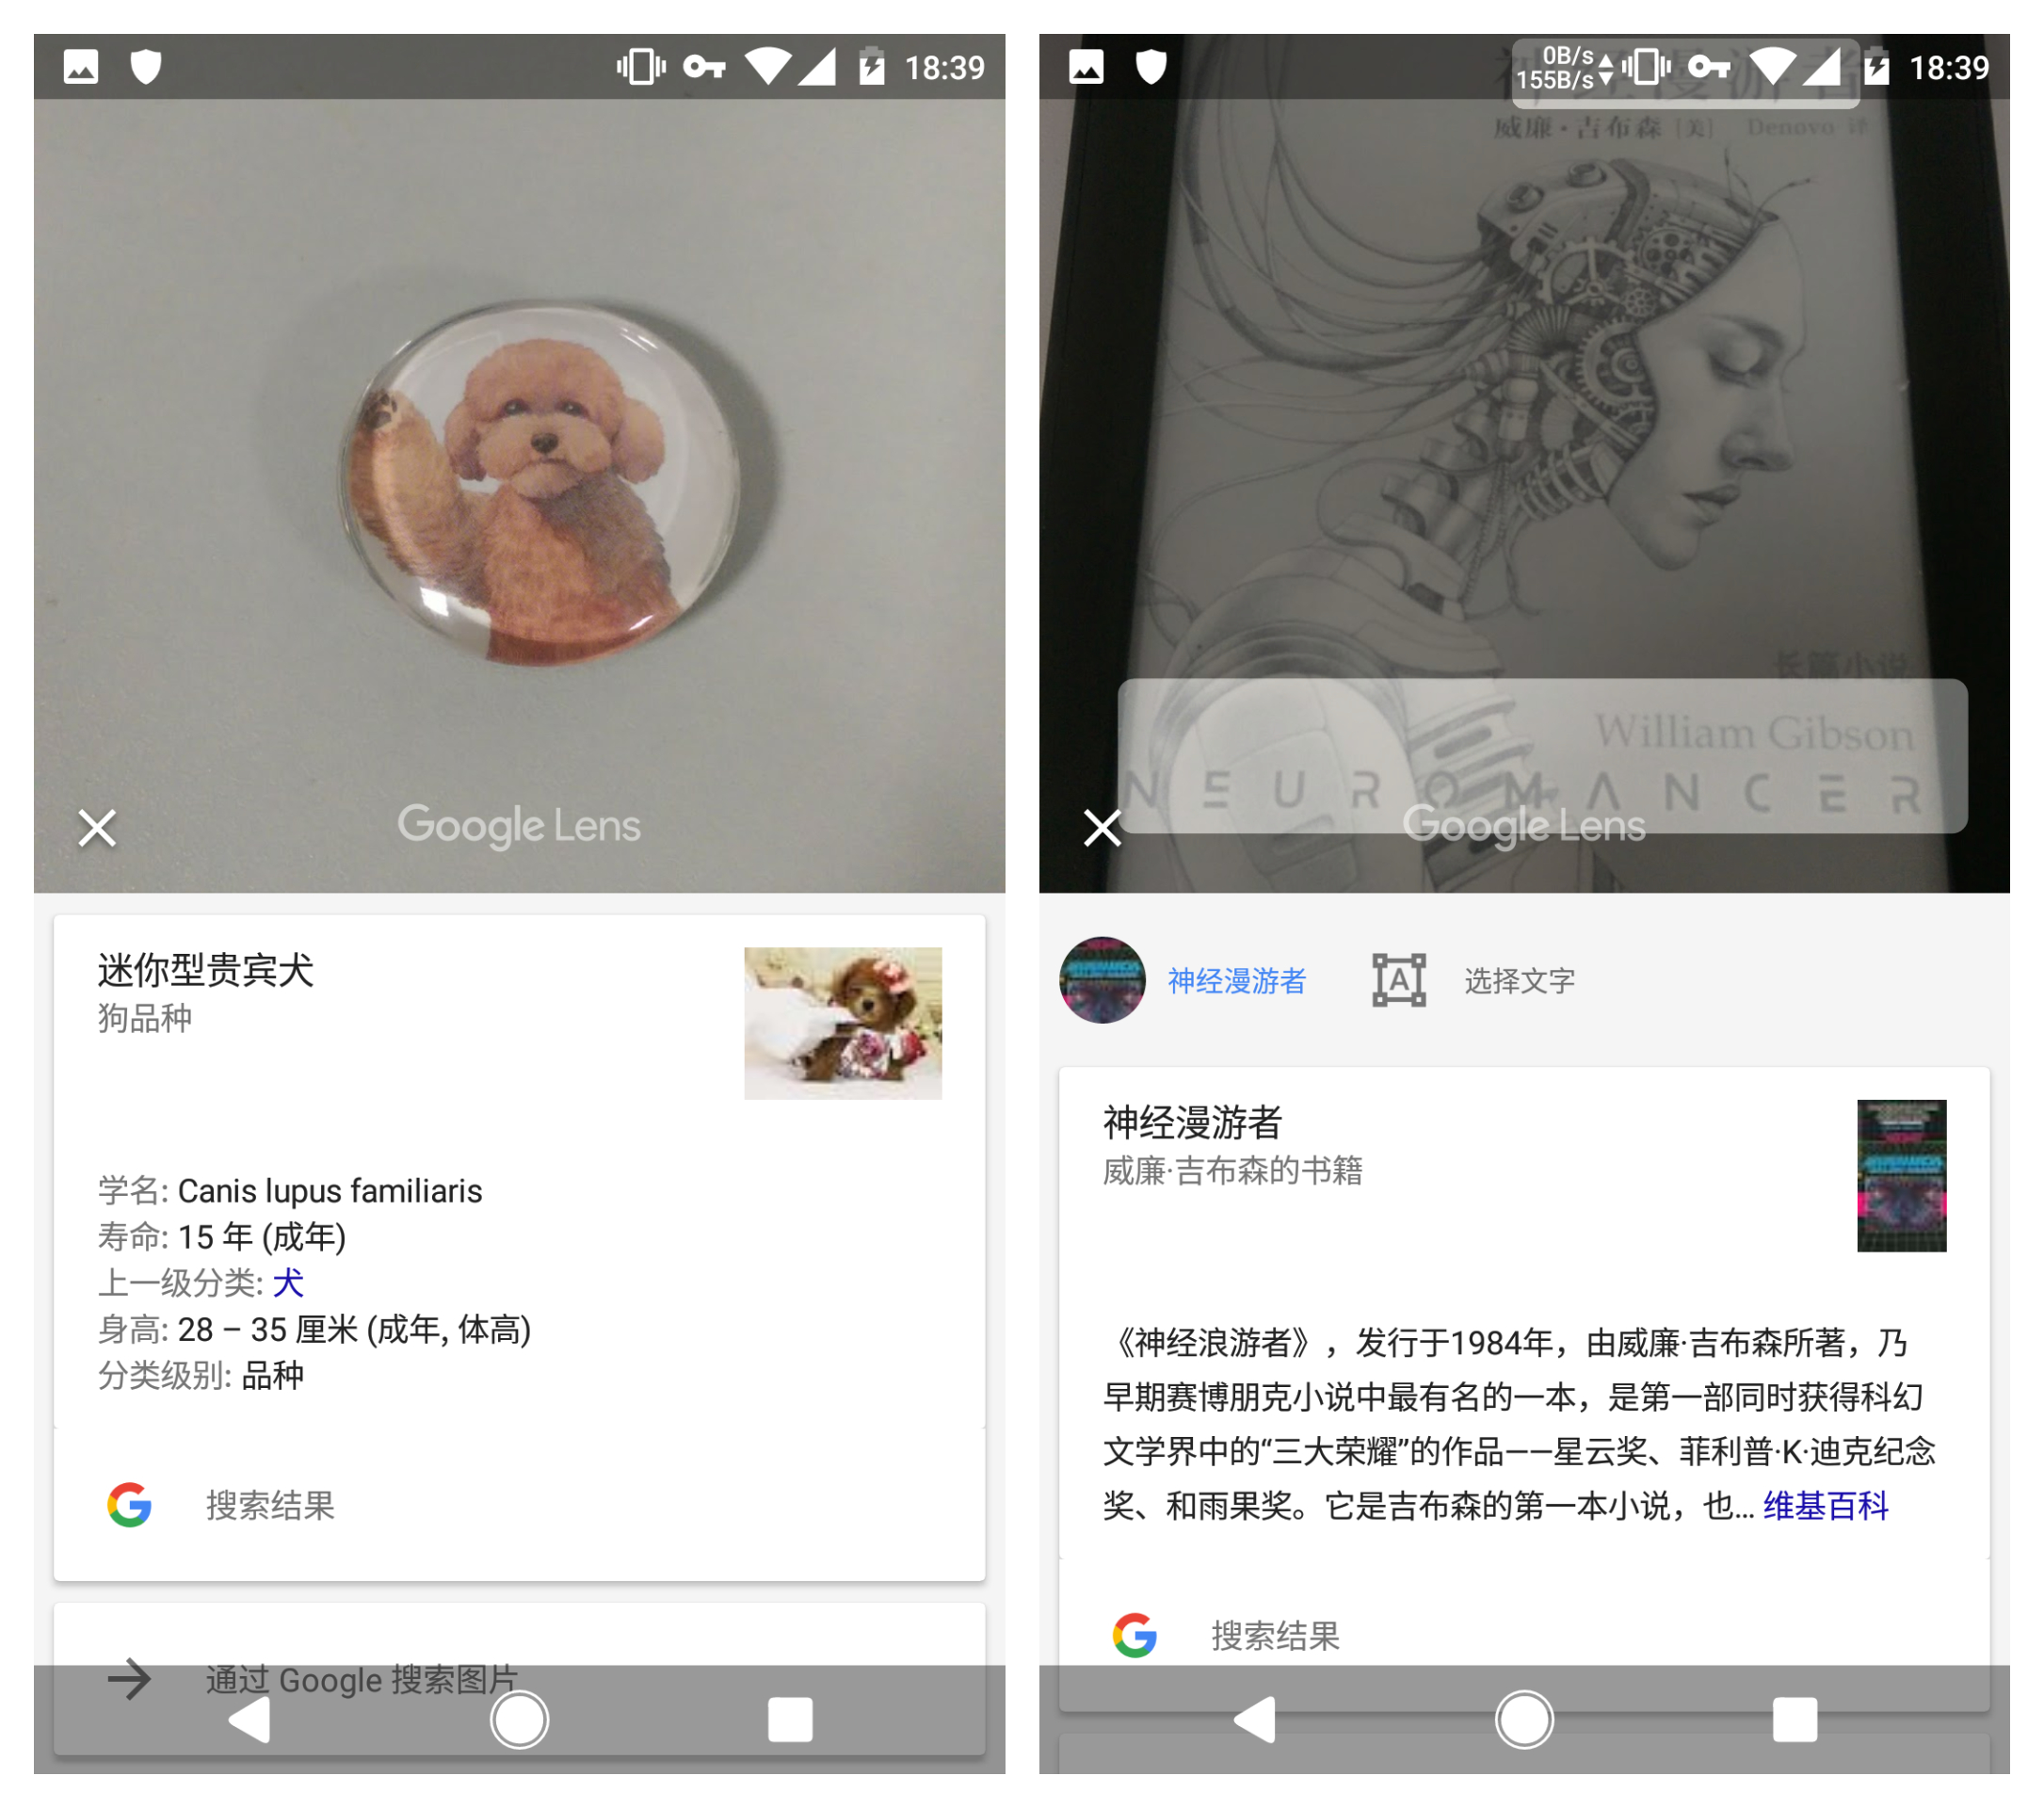 18:39
Google Lens
迷你型贵宾犬
狗品种
学名: Canis lupus familiaris
寿命: 15 年 (成年)
上一级分类: 犬
身高: 28 – 35 厘米 (成年, 体高)
分类级别: 品种
搜索结果
通过 Google 搜索图片
0B/s
155B/s
18:39
神经漫游者
威廉·吉布森 [美] Denovo 译
长篇小说
William Gibson
NEUROMANCER
Google Lens
神经漫游者
选择文字
神经漫游者
威廉·吉布森的书籍
《神经浪游者》，发行于1984年，由威廉·吉布森所著，乃
早期赛博朋克小说中最有名的一本，是第一部同时获得科幻
文学界中的“三大荣耀”的作品——星云奖、菲利普·K·迪克纪念
奖、和雨果奖。它是吉布森的第一本小说，也... 维基百科
搜索结果